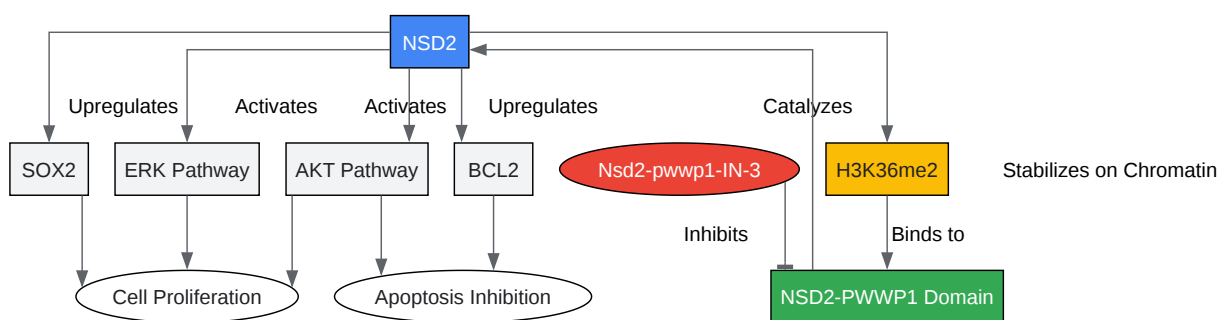 NSD2
Upregulates
Activates
Activates
Upregulates
Catalyzes
SOX2
ERK Pathway
AKT Pathway
BCL2
Nsd2-pwwp1-IN-3
H3K36me2
Stabilizes on Chromatin
Inhibits
Binds to
Cell Proliferation
Apoptosis Inhibition
NSD2-PWWP1 Domain